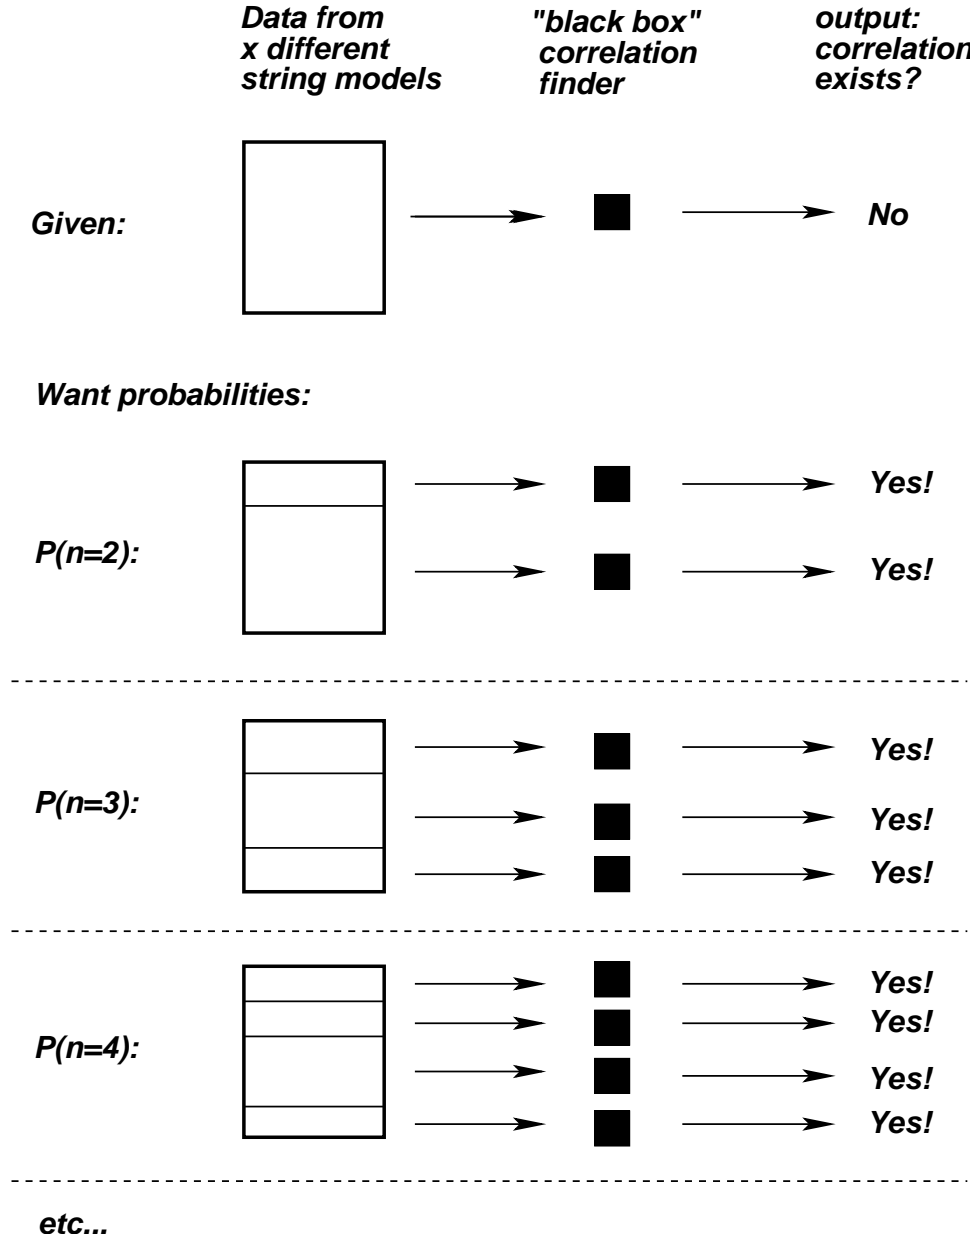 Data from
x different
string models
"black box"
correlation
finder
output:
correlation
exists?
Given:
No
Want probabilities:
P(n=2):
Yes!
Yes!
P(n=3):
Yes!
Yes!
Yes!
P(n=4):
Yes!
Yes!
Yes!
Yes!
etc...